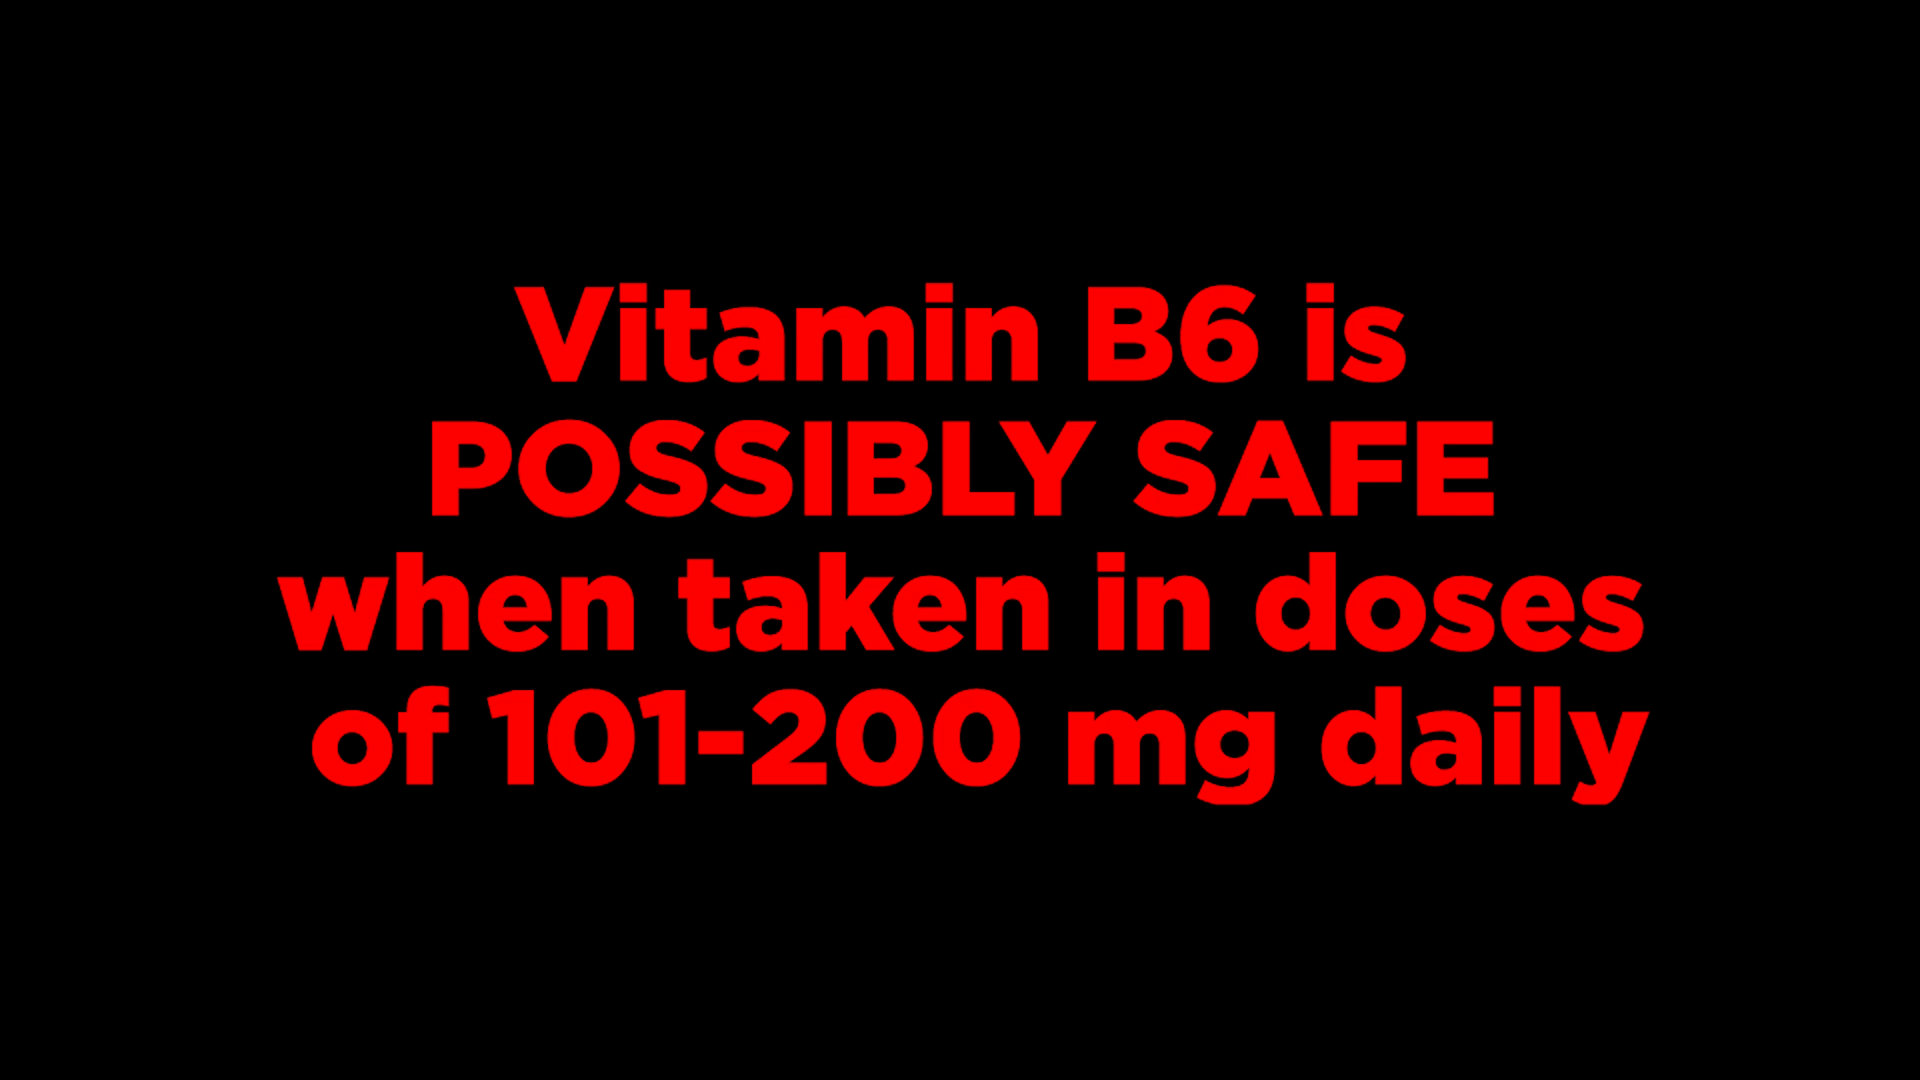 Vitamin B6 is
POSSIBLY SAFE
when taken in doses
of 101-200 mg daily